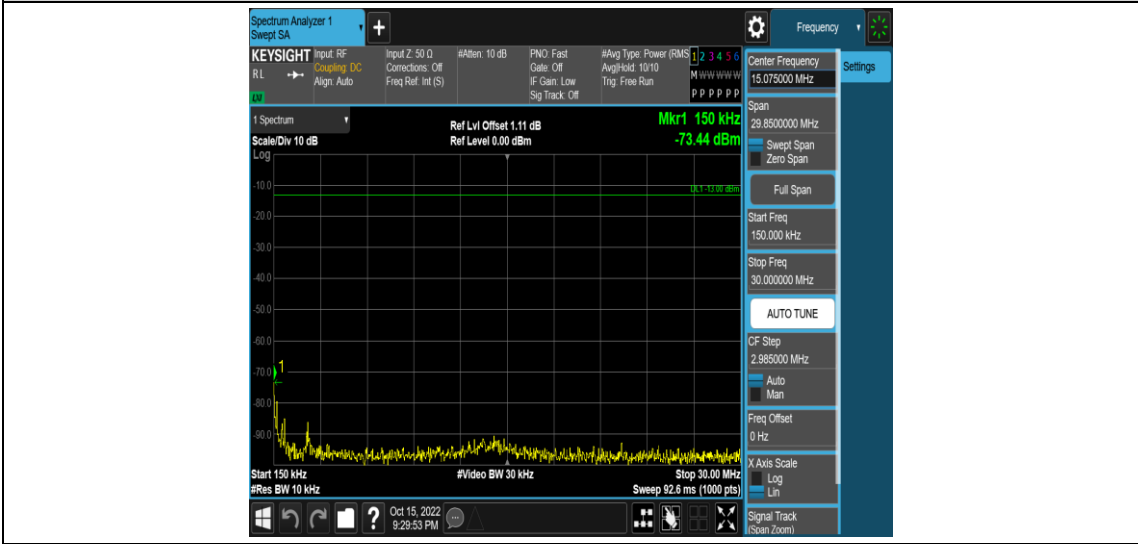 Spectrum Analyzer 1
Swept SA
+
Frequency
KEYSIGHT
RL
LNI
Input: RF
Coupling: DC
Align: Auto
Input Z: 50 Ω
Corrections: Off
Freq Ref: Int (S)
#Atten: 10 dB
PNO: Fast
Gate: Off
IF Gain: Low
Sig Track: Off
#Avg Type: Power (RMS
Avg|Hold: 10/10
Trig: Free Run
1 2 3 4 5 6
M W W W W W
P P P P P P
1 Spectrum
Scale/Div 10 dB
Log
Ref Lvl Offset 1.11 dB
Ref Level 0.00 dBm
Mkr1 150 kHz
-73.44 dBm
DL1 -13.00 dBm
-10.0
-20.0
-30.0
-40.0
-50.0
-60.0
-70.0
-80.0
-90.0
1
Start 150 kHz
#Res BW 10 kHz
#Video BW 30 kHz
Stop 30.00 MHz
Sweep 92.6 ms (1000 pts)
?
Oct 15, 2022
9:29:53 PM
Center Frequency
15.075000 MHz
Settings
Span
29.8500000 MHz
Swept Span
Zero Span
Full Span
Start Freq
150.000 kHz
Stop Freq
30.000000 MHz
AUTO TUNE
CF Step
2.985000 MHz
Auto
Man
Freq Offset
0 Hz
X Axis Scale
Log
Lin
Signal Track
(Span Zoom)